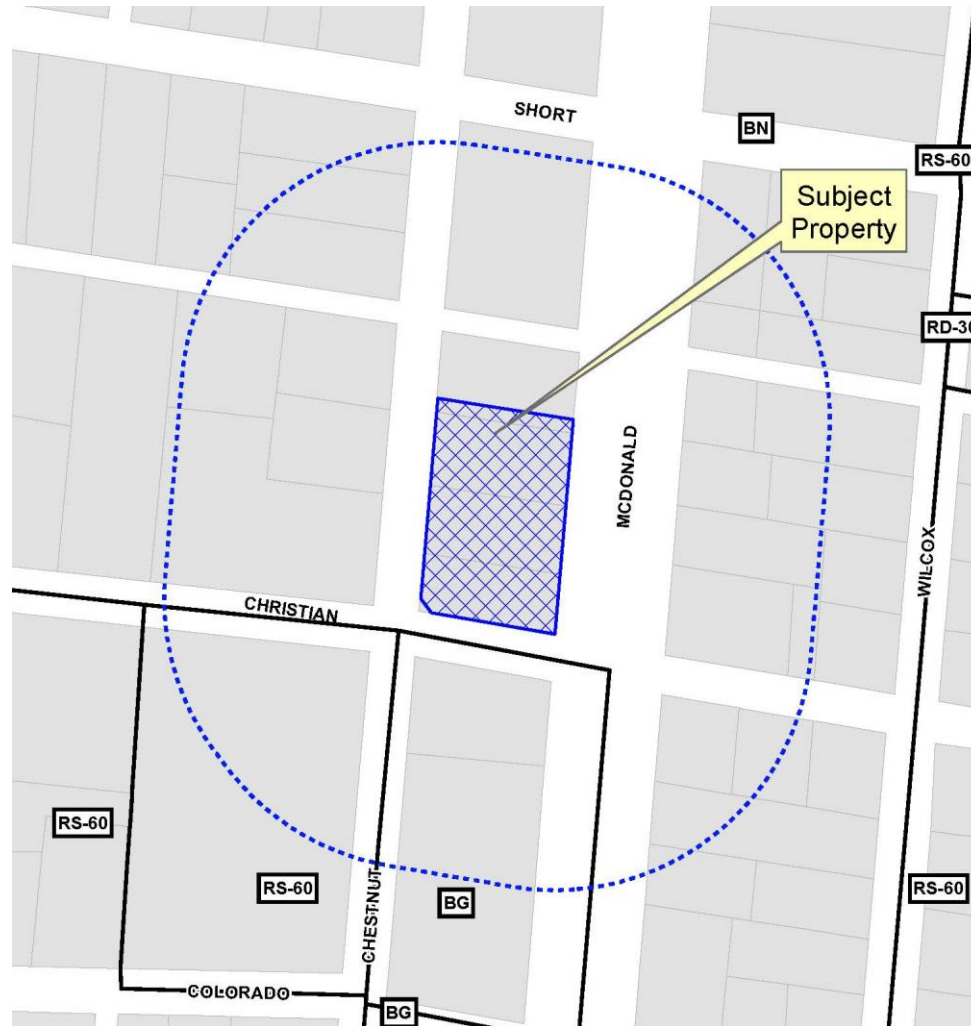 SHORT
BN
RS-60
Subject
Property
RD-30
MCDONALD
WILCOX
CHRISTIAN
RS-60
RS-60
BG
RS-60
CHESTNUT
COLORADO
BG